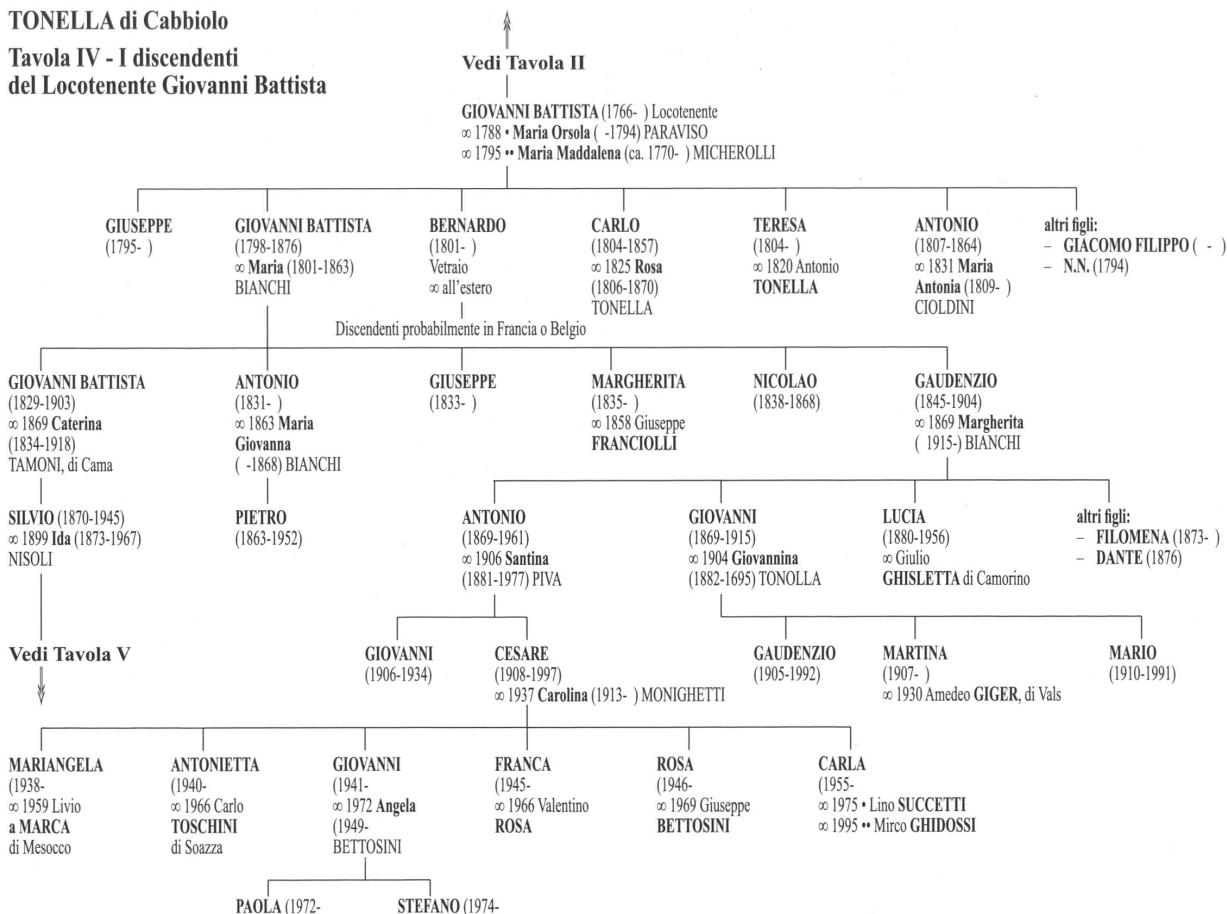 TONELLA di Cabbiolo
Tavola IV - I discendenti
del Locotenente Giovanni Battista
Vedi Tavola II
GIOVANNI BATTISTA (1766- ) Locotenente
∞ 1788 • Maria Orsola ( -1794) PARAVISO
∞ 1795 •• Maria Maddalena (ca. 1770- ) MICHEROLLI
GIUSEPPE
(1795- )
GIOVANNI BATTISTA
(1798-1876)
∞ Maria (1801-1863)
BIANCHI
BERNARDO
(1801- )
Vetraio
∞ all'estero
Discendenti probabilmente in Francia o Belgio
CARLO
(1804-1857)
∞ 1825 Rosa
(1806-1870)
TONELLA
TERESA
(1804- )
∞ 1820 Antonio
TONELLA
ANTONIO
(1807-1864)
∞ 1831 Maria
Antonia (1809- )
CIOLDINI
altri figli:
– GIACOMO FILIPPO ( - )
– N.N. (1794)
GIOVANNI BATTISTA
(1829-1903)
∞ 1869 Caterina
(1834-1918)
TAMONI, di Cama
ANTONIO
(1831- )
∞ 1863 Maria
Giovanna
( -1868) BIANCHI
GIUSEPPE
(1833- )
MARGHERITA
(1835- )
∞ 1858 Giuseppe
FRANCIOLLI
NICOLAO
(1838-1868)
GAUDENZIO
(1845-1904)
∞ 1869 Margherita
( 1915-) BIANCHI
SILVIO (1870-1945)
∞ 1899 Ida (1873-1967)
NISOLI
PIETRO
(1863-1952)
ANTONIO
(1869-1961)
∞ 1906 Santina
(1881-1977) PIVA
GIOVANNI
(1869-1915)
∞ 1904 Giovannina
(1882-1695) TONOLLA
LUCIA
(1880-1956)
∞ Giulio
GHISLETTA di Camorino
altri figli:
– FILOMENA (1873- )
– DANTE (1876)
Vedi Tavola V
GIOVANNI
(1906-1934)
CESARE
(1908-1997)
∞ 1937 Carolina (1913- ) MONIGHETTI
GAUDENZIO
(1905-1992)
MARTINA
(1907- )
∞ 1930 Amedeo GIGER, di Vals
MARIO
(1910-1991)
MARIANGELA
(1938-
∞ 1959 Livio
a MARCA
di Mesocco
ANTONIETTA
(1940-
∞ 1966 Carlo
TOSCHINI
di Soazza
GIOVANNI
(1941-
∞ 1972 Angela
(1949-
BETTOSINI
FRANCA
(1945-
∞ 1966 Valentino
ROSA
ROSA
(1946-
∞ 1969 Giuseppe
BETTOSINI
CARLA
(1955-
∞ 1975 • Lino SUCCETTI
∞ 1995 •• Mirco GHIDOSSI
PAOLA (1972-
STEFANO (1974-